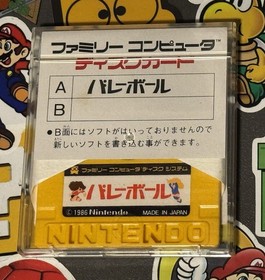 ファミリー コンピュータ
ディスクカード
A バレーボール
B
●B面にはソフトがはいっておりませんので
新しいソフトを書き込む事ができます。
ファミリー コンピュータ ディスク システム
バレーボール
©1986 Nintendo MADE IN JAPAN
NINTENDO